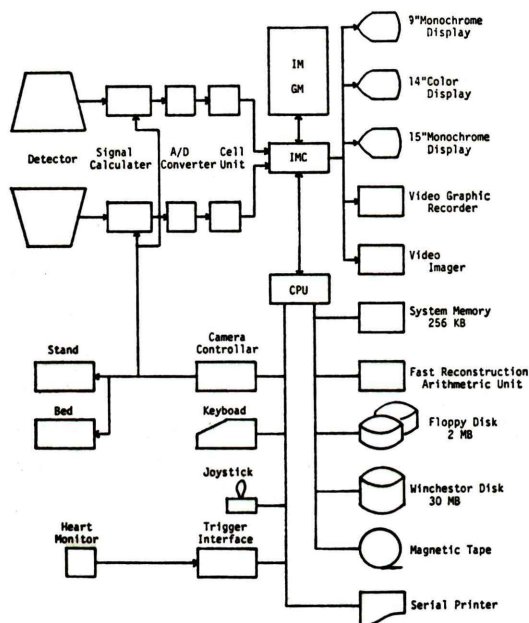 9"Monochrome
Display
IM
GM
14"Color
Display
15"Monochrome
Display
Detector
Signal
Calculater
A/D
Converter
Cell
Unit
IMC
Video Graphic
Recorder
Video
Imager
CPU
System Memory
256 KB
Stand
Camera
Controllar
Fast Reconstruction
Arithmetric Unit
Bed
Keyboad
Floppy Disk
2 MB
Joystick
Winchestor Disk
30 MB
Heart
Monitor
Trigger
Interface
Magnetic Tape
Serial Printer